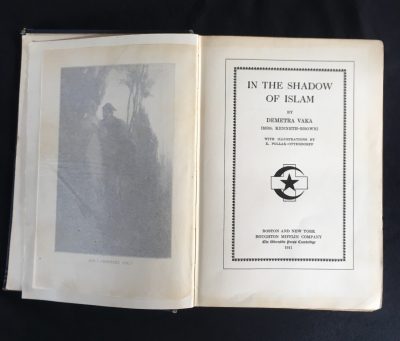 IN THE SHADOW
OF ISLAM
BY
DEMETRA VAKA
(MRS. KENNETH-BROWN)
WITH ILLUSTRATIONS BY
E. POLLAK-OTTENDORFF
BOSTON AND NEW YORK
HOUGHTON MIFFLIN COMPANY
The Riverside Press Cambridge
1911